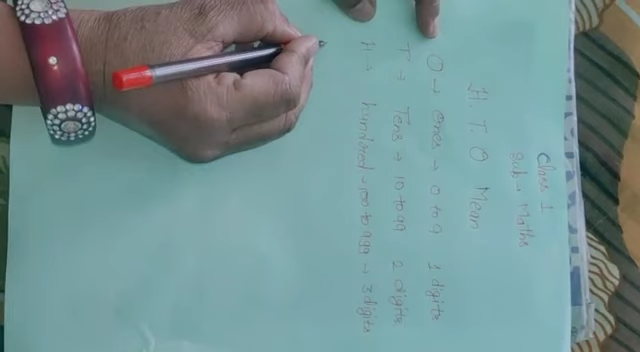 Class 1
Sub → Maths
H. T. O Mean
O → ones → 0 to 9 1 digits
T → Tens → 10 to 99 2 digits
H → hundred → 100 to 999 → 3 digits